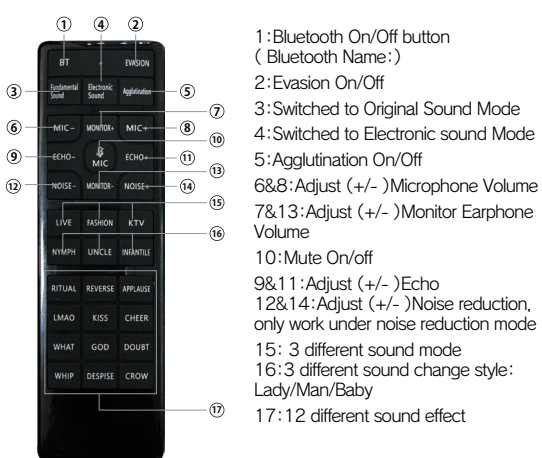 ① ④ ②
BT EVASION
③ Fundamental Sound Electronic Sound Agglutination ⑤
⑦
⑥ MIC- MONITOR+ MIC+ ⑧
⑩
⑨ ECHO- MIC ECHO+ ⑪
⑬
⑫ NOISE- MONITOR- NOISE+ ⑭
⑮
LIVE FASHION KTV
⑯
NYMPH UNCLE INFANTILE
RITUAL REVERSE APPLAUSE
LMAO KISS CHEER
WHAT GOD DOUBT
WHIP DESPISE CROW
⑰
1:Bluetooth On/Off button
( Bluetooth Name:)
2:Evasion On/Off
3:Switched to Original Sound Mode
4:Switched to Electronic sound Mode
5:Agglutination On/Off
6&8:Adjust (+/- )Microphone Volume
7&13:Adjust (+/- )Monitor Earphone
Volume
10:Mute On/off
9&11:Adjust (+/- )Echo
12&14:Adjust (+/- )Noise reduction,
only work under noise reduction mode
15: 3 different sound mode
16:3 different sound change style:
Lady/Man/Baby
17:12 different sound effect